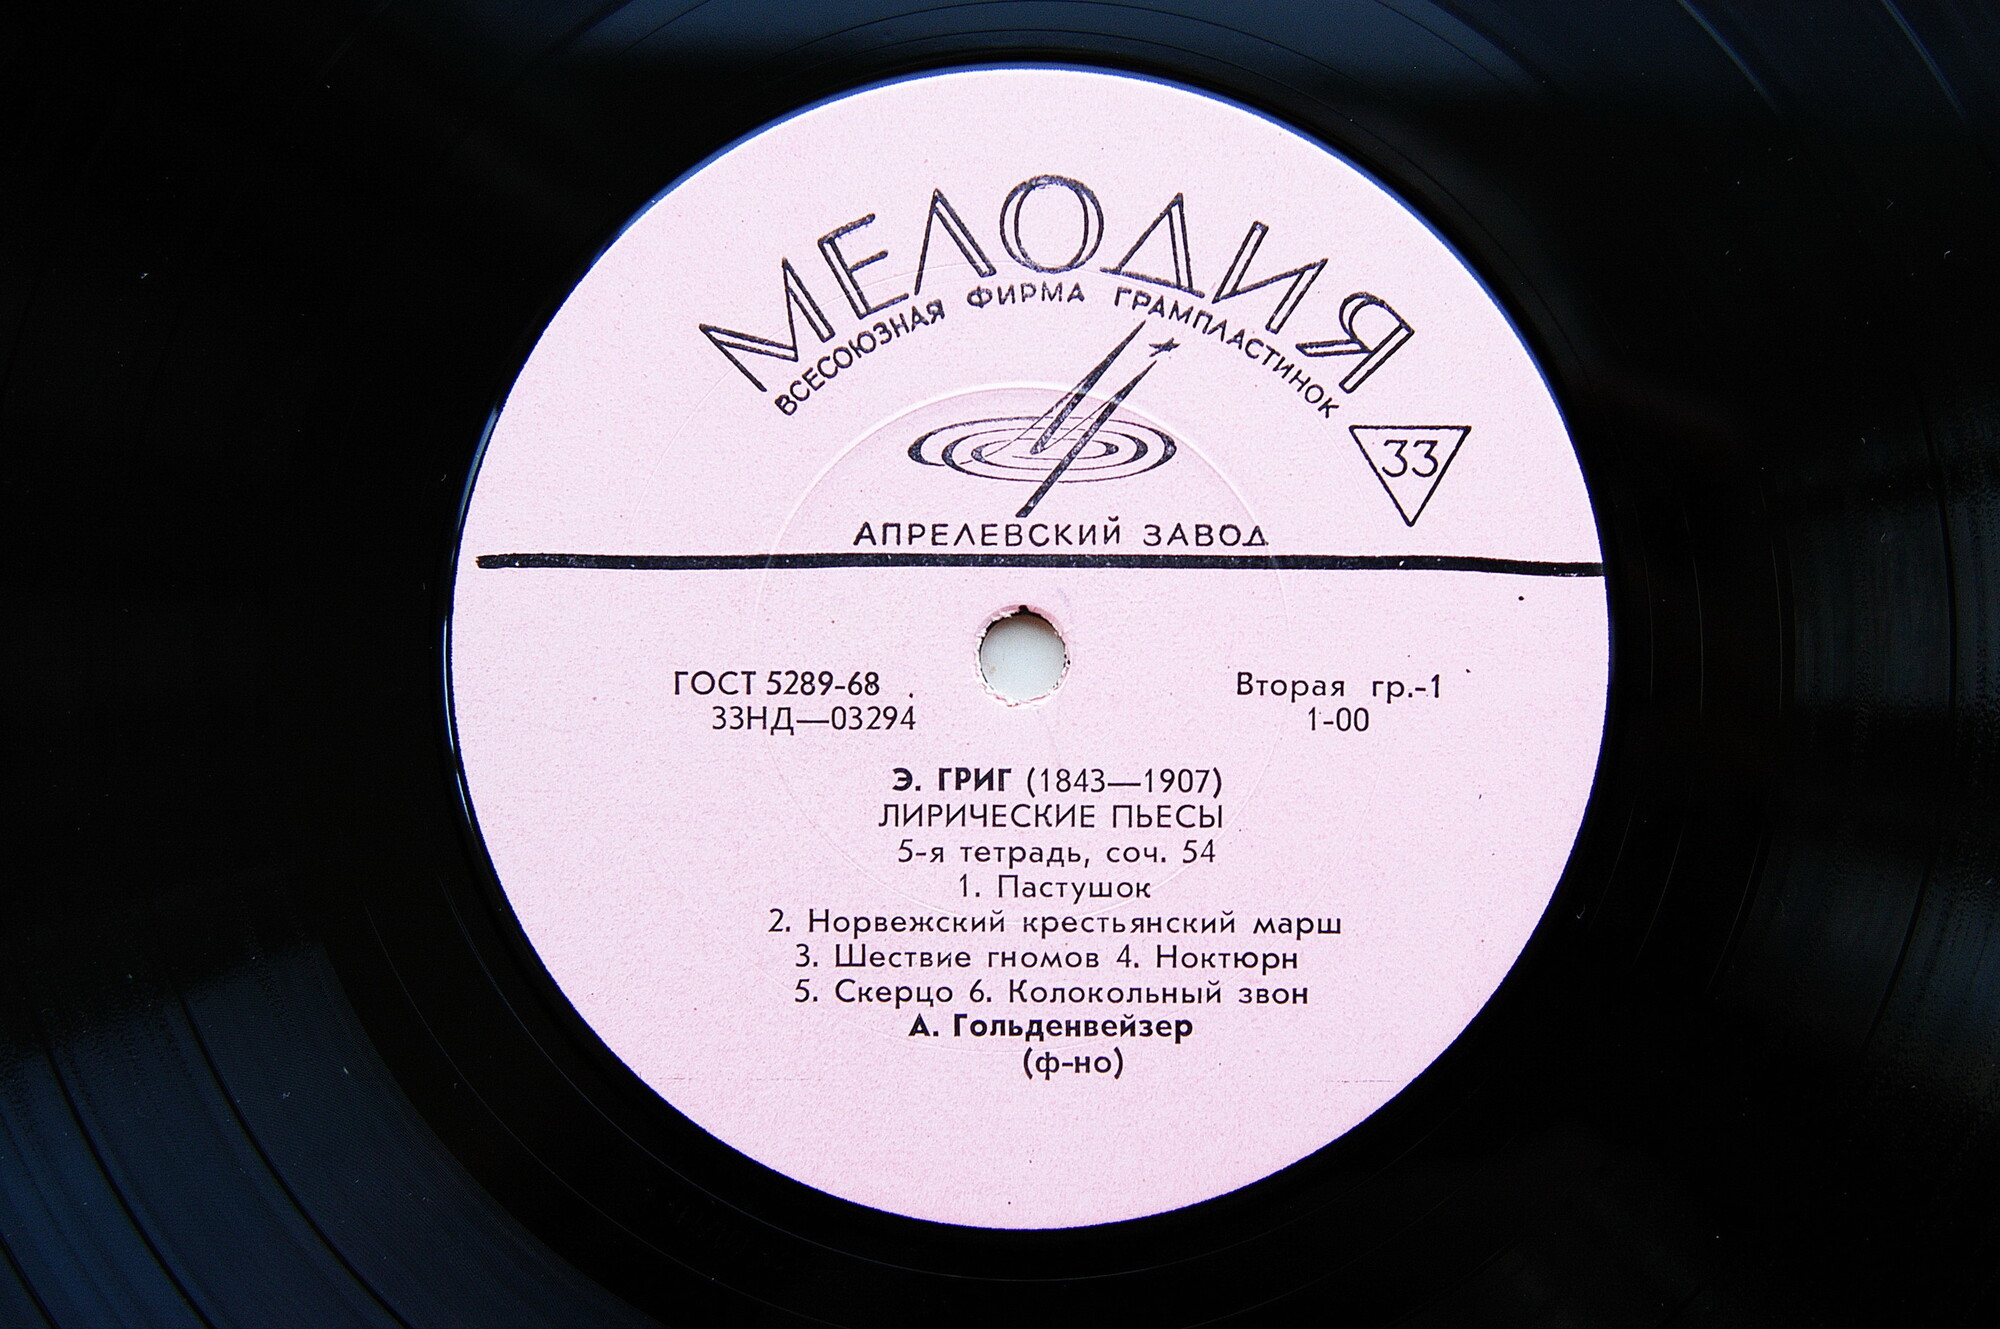 МЕЛОДИЯ
ВСЕСОЮЗНАЯ ФИРМА ГРАМПЛАСТИНОК
33
АПРЕЛЕВСКИЙ ЗАВОД
ГОСТ 5289-68
33НД—03294
Вторая гр.-1
1-00
Э. ГРИГ (1843—1907)
ЛИРИЧЕСКИЕ ПЬЕСЫ
5-я тетрадь, соч. 54
1. Пастушок
2. Норвежский крестьянский марш
3. Шествие гномов 4. Ноктюрн
5. Скерцо 6. Колокольный звон
А. Гольденвейзер
(ф-но)